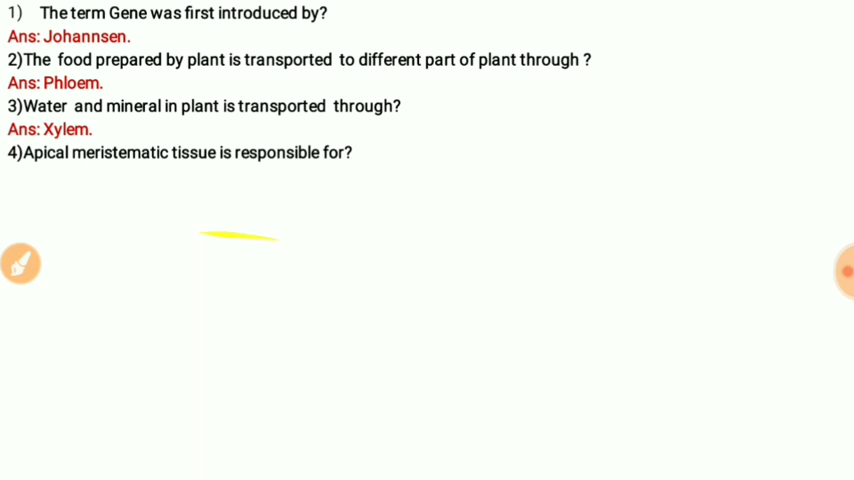 1) The term Gene was first introduced by?
Ans: Johannsen.
2)The food prepared by plant is transported to different part of plant through ?
Ans: Phloem.
3)Water and mineral in plant is transported through?
Ans: Xylem.
4)Apical meristematic tissue is responsible for?